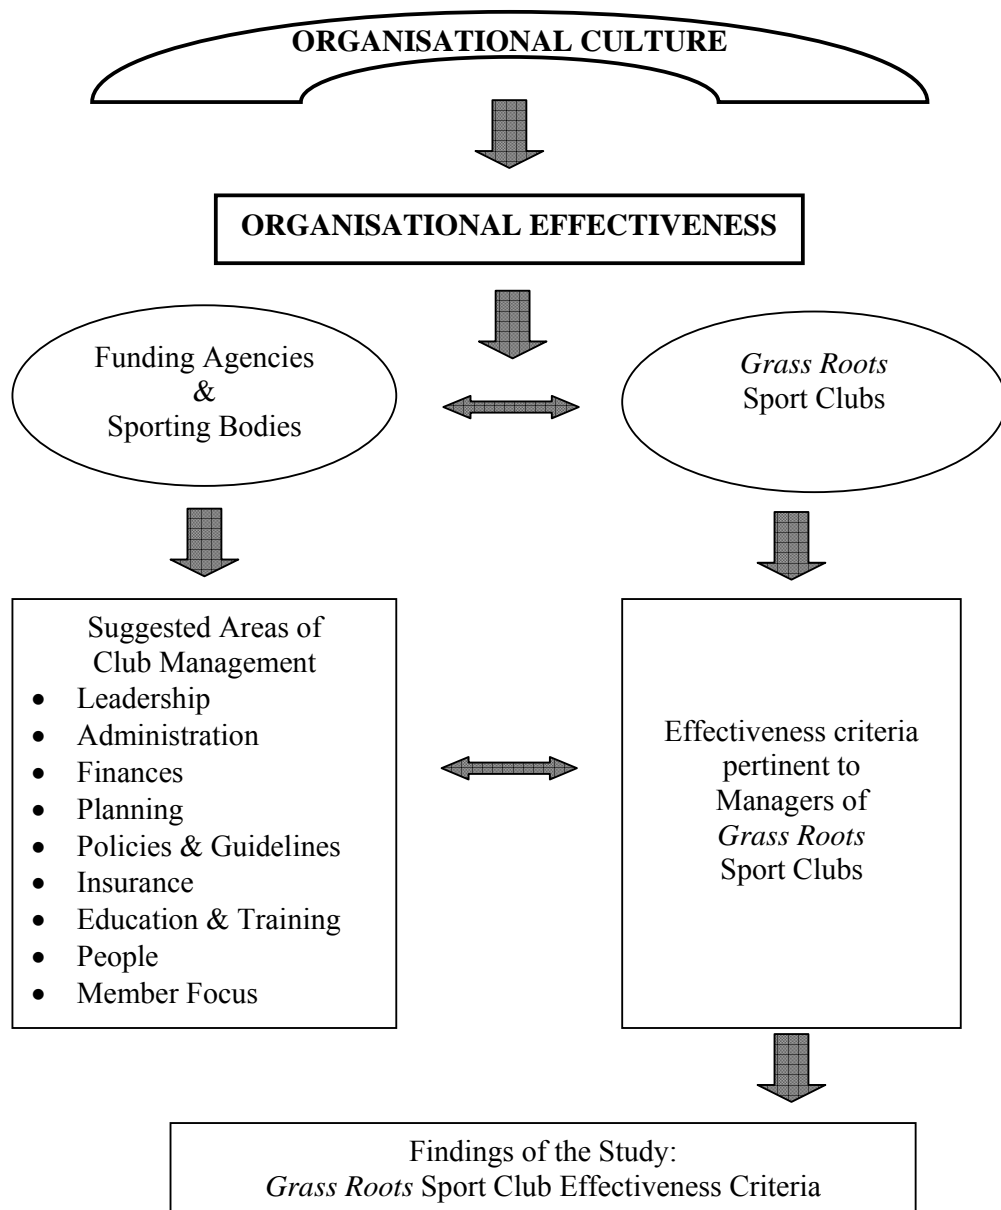 ORGANISATIONAL CULTURE
ORGANISATIONAL EFFECTIVENESS
Funding Agencies
&
Sporting Bodies
Grass Roots
Sport Clubs
Suggested Areas of
Club Management
• Leadership
• Administration
• Finances
• Planning
• Policies & Guidelines
• Insurance
• Education & Training
• People
• Member Focus
Effectiveness criteria
pertinent to
Managers of
Grass Roots
Sport Clubs
Findings of the Study:
Grass Roots Sport Club Effectiveness Criteria